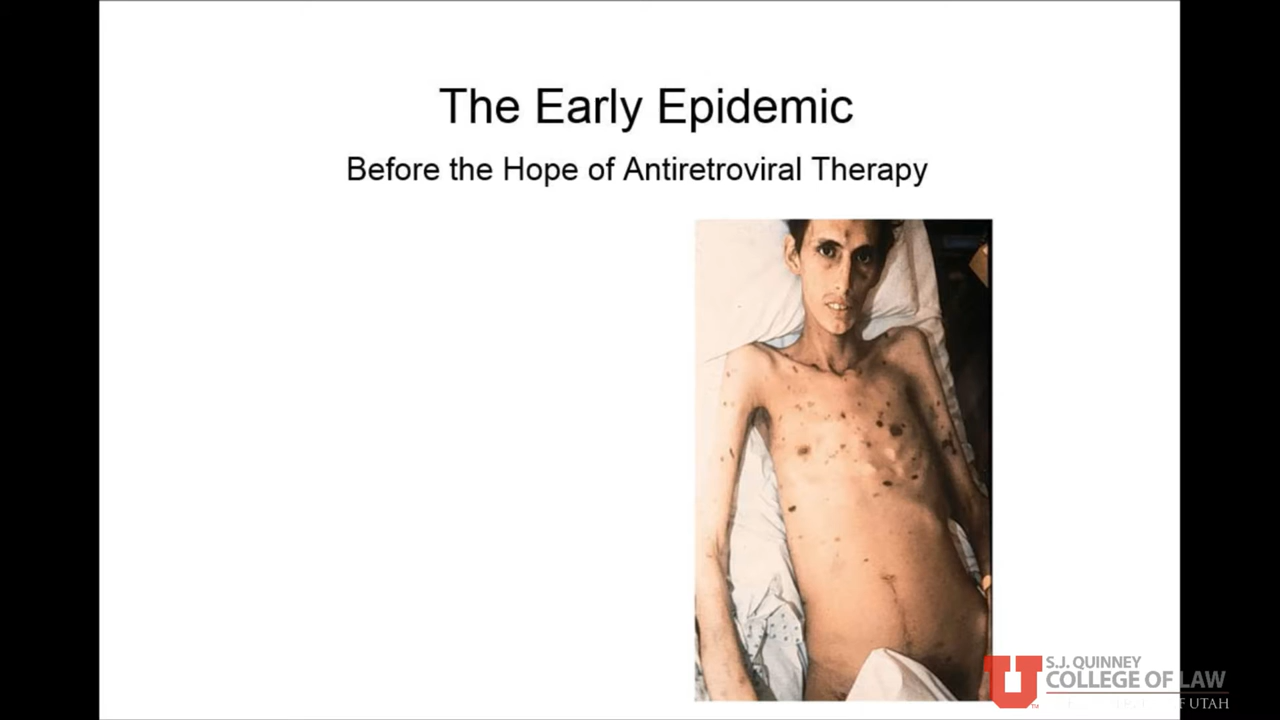 The Early Epidemic
Before the Hope of Antiretroviral Therapy
S.J. QUINNEY
COLLEGE OF LAW
OF UTAH